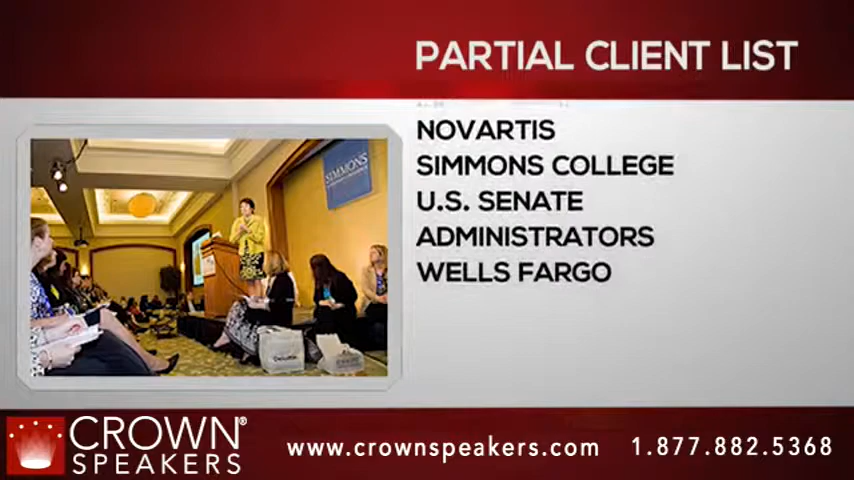 PARTIAL CLIENT LIST
NOVARTIS
SIMMONS COLLEGE
U.S. SENATE
ADMINISTRATORS
WELLS FARGO
SIMMONS
Deloitte
CROWN®
SPEAKERS
www.crownspeakers.com
1.877.882.5368